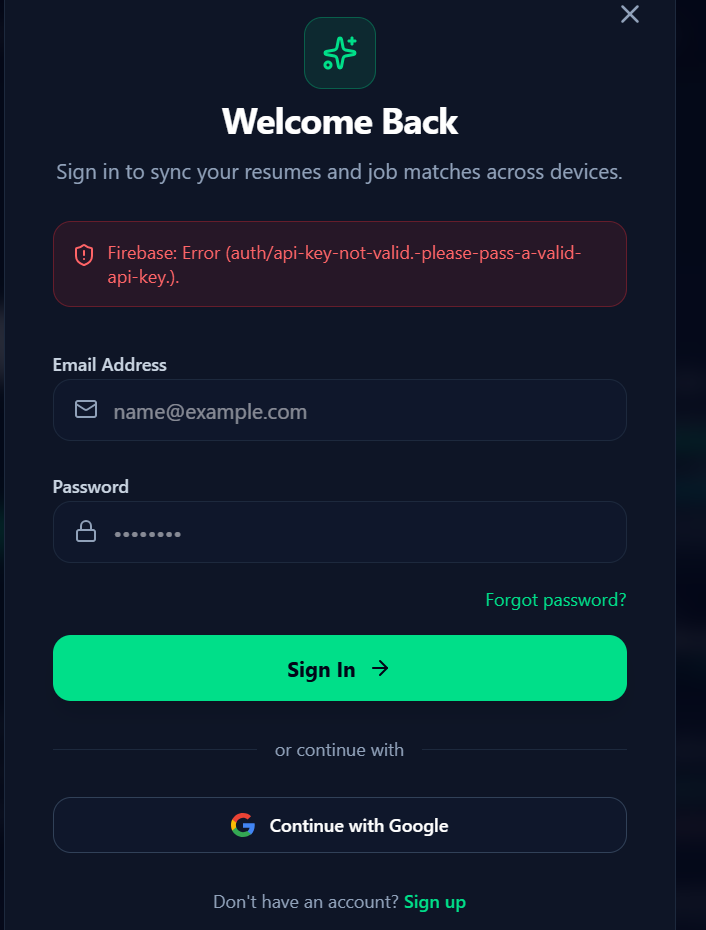 Welcome Back
Sign in to sync your resumes and job matches across devices.
Firebase: Error (auth/api-key-not-valid.-please-pass-a-valid-
api-key.).
Email Address
name@example.com
Password
••••••••
Forgot password?
Sign In →
or continue with
Continue with Google
Don't have an account? Sign up